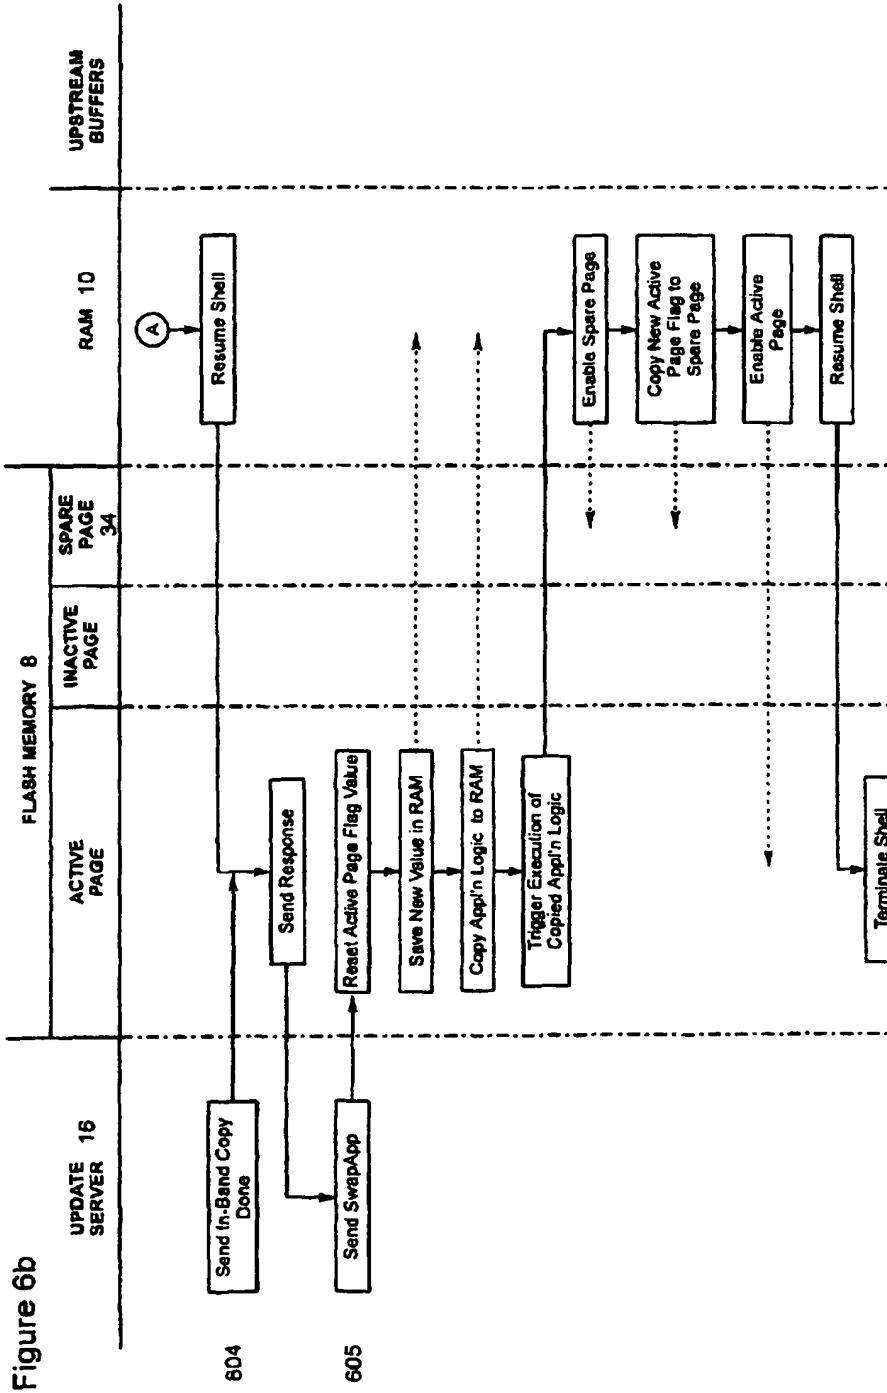 Figure 6b
FLASH MEMORY 8
UPDATE 16
SERVER
ACTIVE
PAGE
INACTIVE
PAGE
SPARE
PAGE
34
RAM 10
UPSTREAM
BUFFERS
A
604
Send In-Band Copy
Done
Resume Shell
Send Response
605
Send SwapApp
Reset Active Page Flag Value
Save New Value in RAM
Copy Appl'n Logic to RAM
Trigger Execution of
Copied Appl'n Logic
Enable Spare Page
Copy New Active
Page Flag to
Spare Page
Enable Active
Page
Resume Shell
Terminate Shell